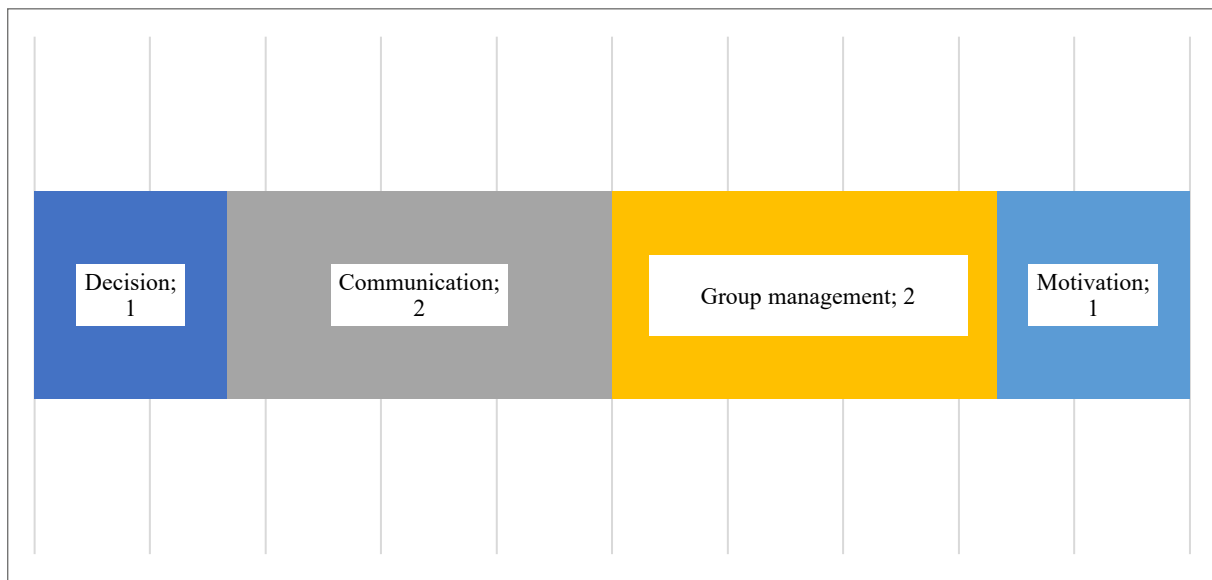 Decision;
1
Communication;
2
Group management; 2
Motivation;
1